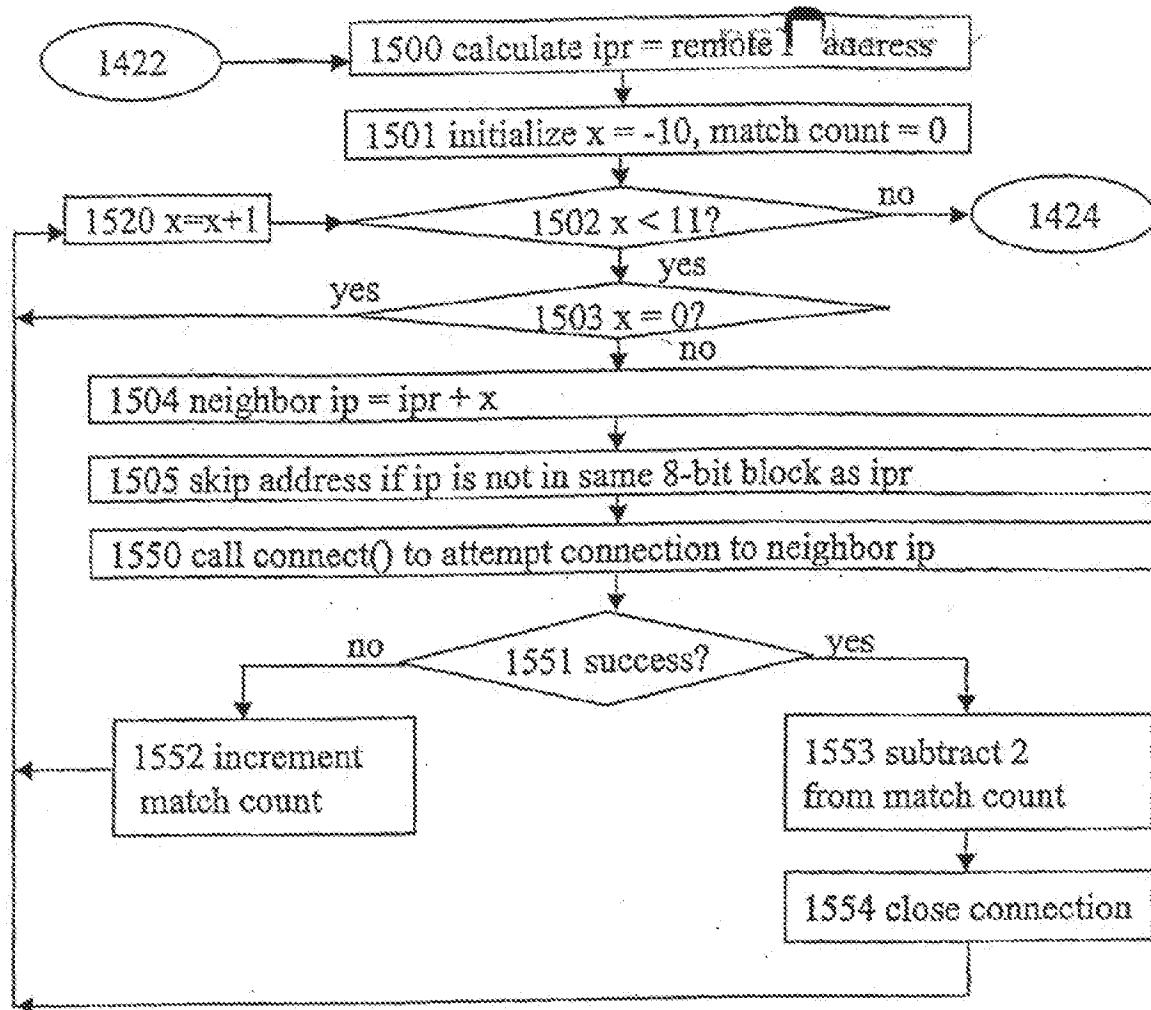 1422
1500 calculate ipr = remote address
1501 initialize x = -10, match count = 0
1520 x=x+1
1502 x < 11?
no
1424
yes
yes
1503 x = 0?
no
1504 neighbor ip = ipr + x
1505 skip address if ip is not in same 8-bit block as ipr
1550 call connect() to attempt connection to neighbor ip
no
1551 success?
yes
1552 increment
match count
1553 subtract 2
from match count
1554 close connection